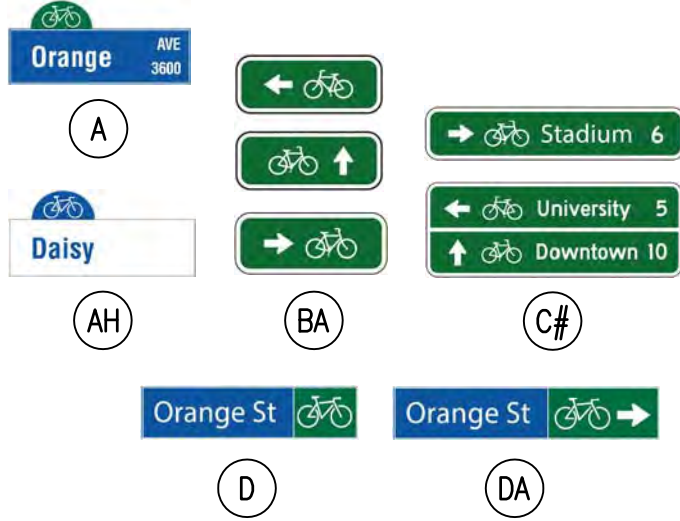 Orange AVE
3600
A
Daisy
AH
BA
Stadium 6
University 5
Downtown 10
C#
Orange St
D
Orange St
DA